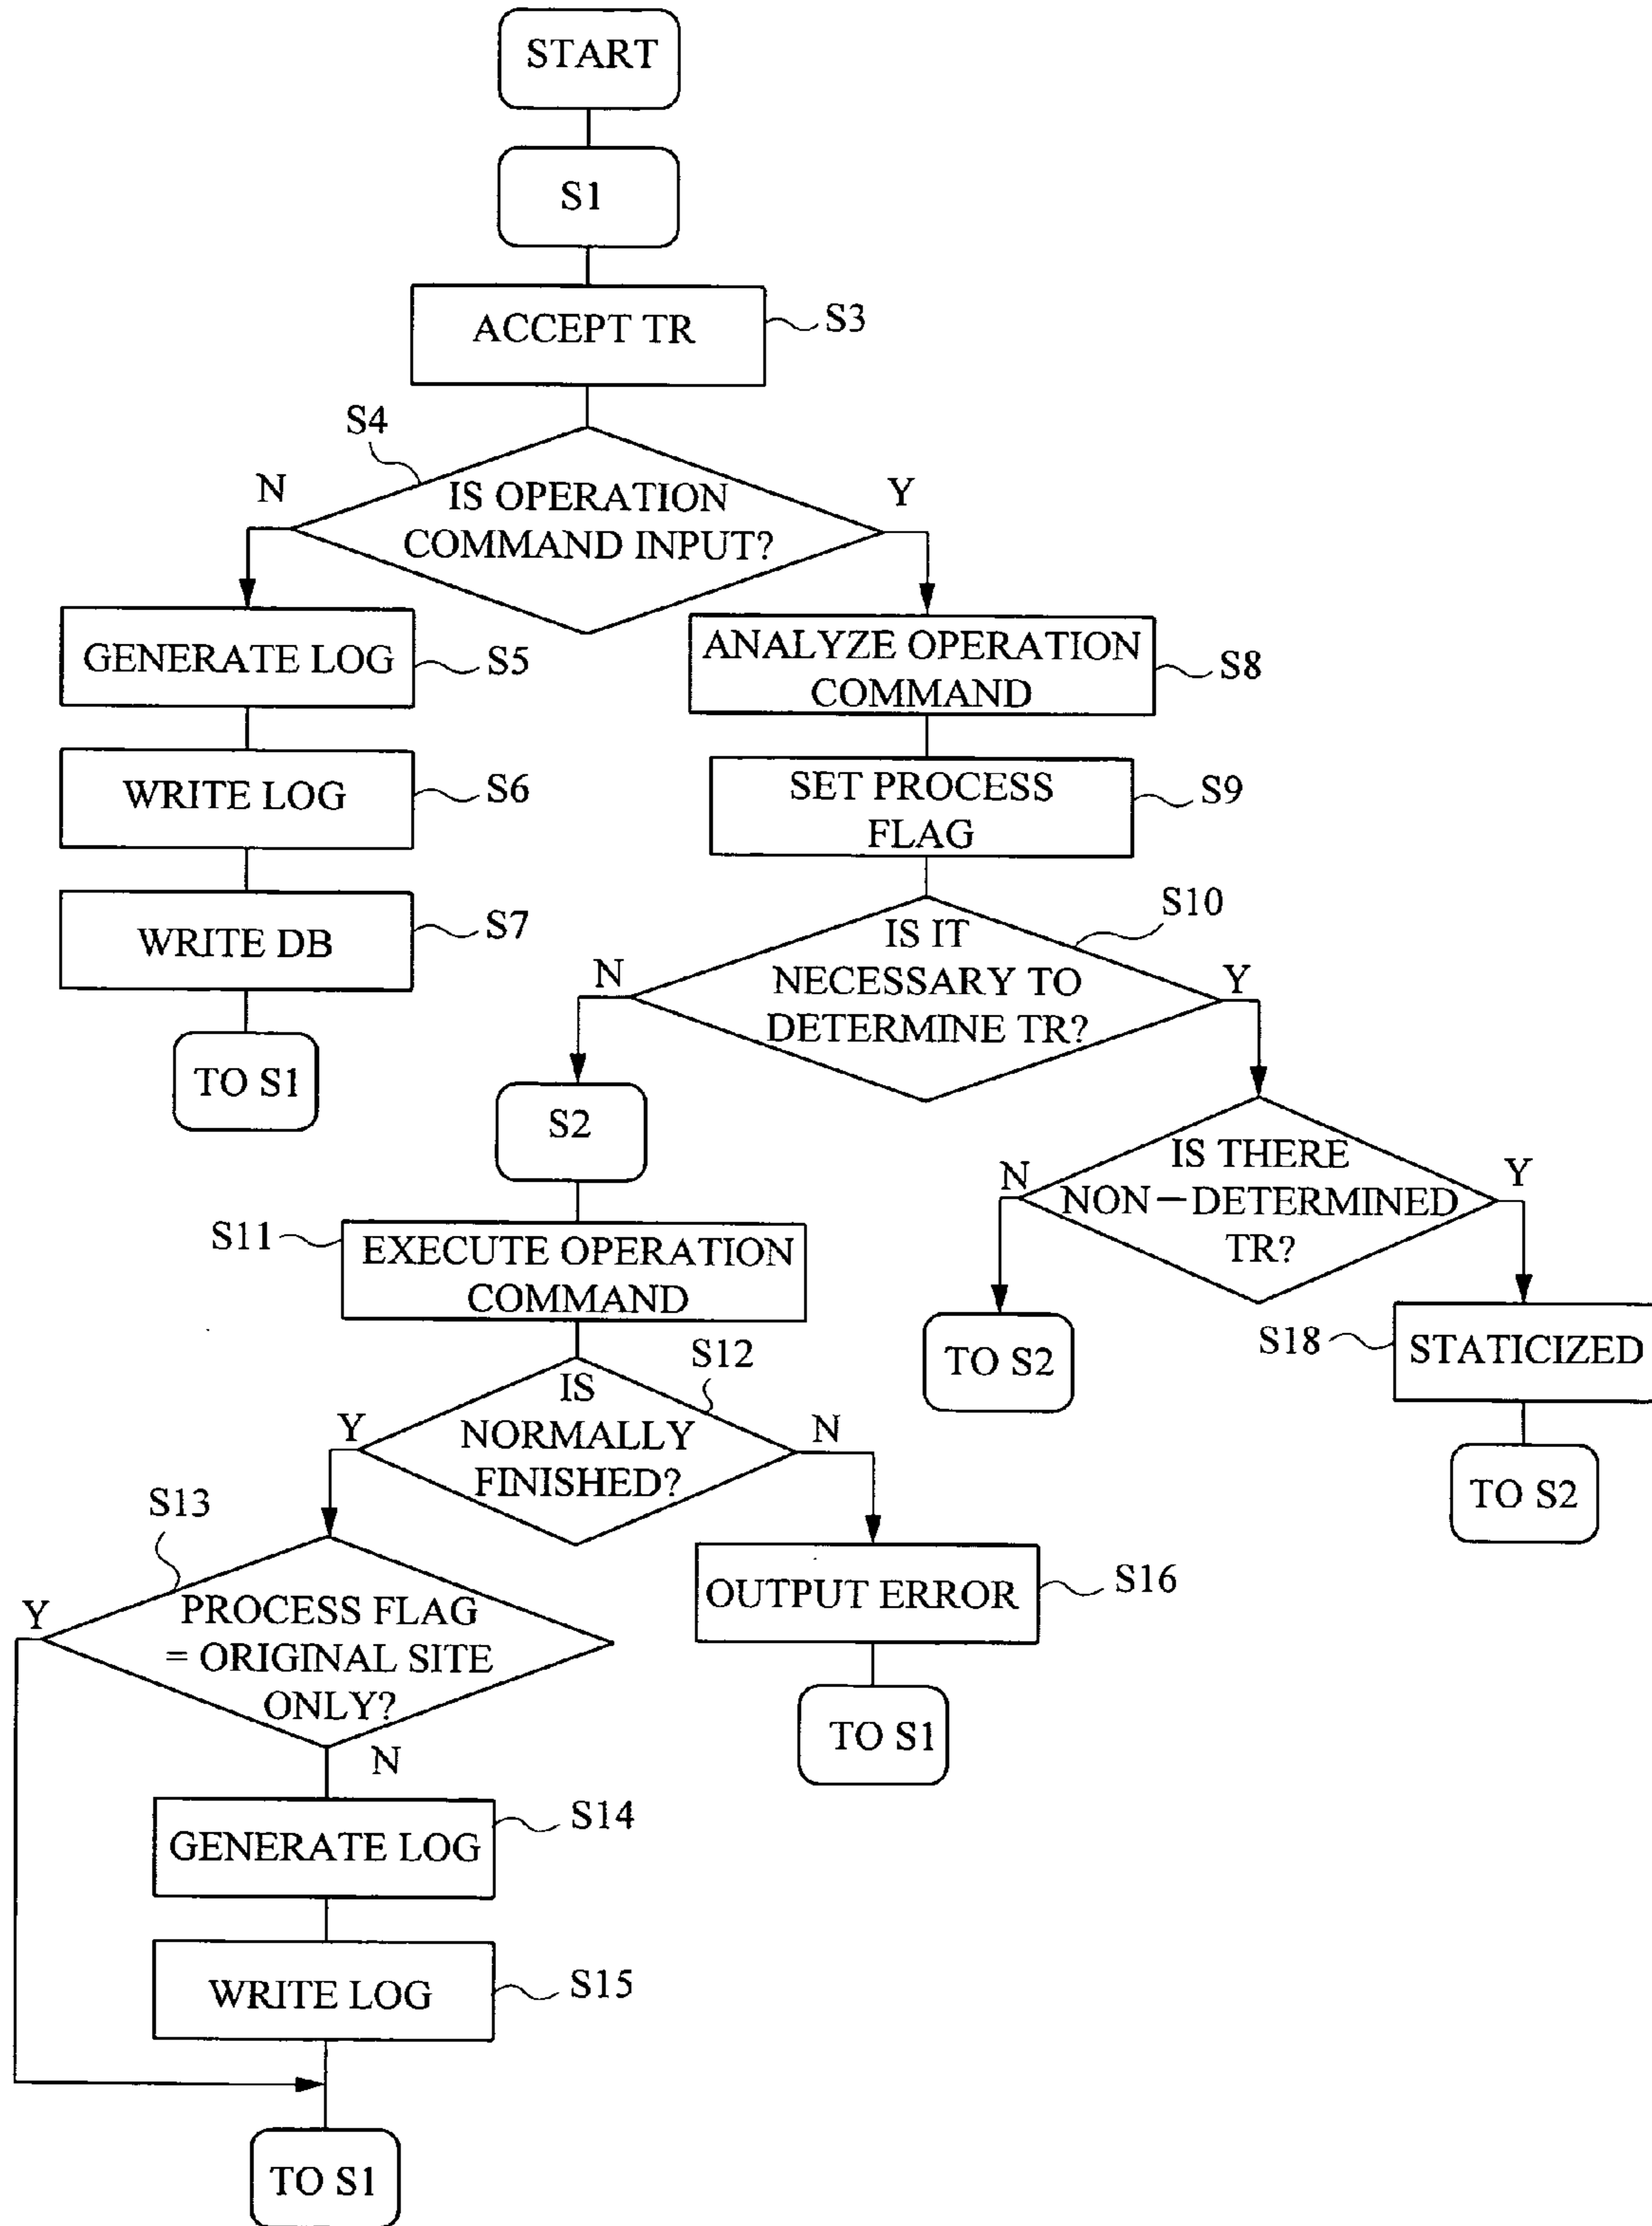 START
S1
ACCEPT TR
S3
S4
N
IS OPERATION
COMMAND INPUT?
Y
GENERATE LOG
S5
ANALYZE OPERATION
COMMAND
S8
WRITE LOG
S6
SET PROCESS
FLAG
S9
WRITE DB
S7
S10
N
IS IT
NECESSARY TO
DETERMINE TR?
Y
TO S1
S2
N
IS THERE
NON-DETERMINED
TR?
Y
S11
EXECUTE OPERATION
COMMAND
TO S2
S18
STATICIZED
S12
Y
IS
NORMALLY
FINISHED?
N
TO S2
S13
Y
PROCESS FLAG
= ORIGINAL SITE
ONLY?
OUTPUT ERROR
S16
N
TO S1
GENERATE LOG
S14
WRITE LOG
S15
TO S1